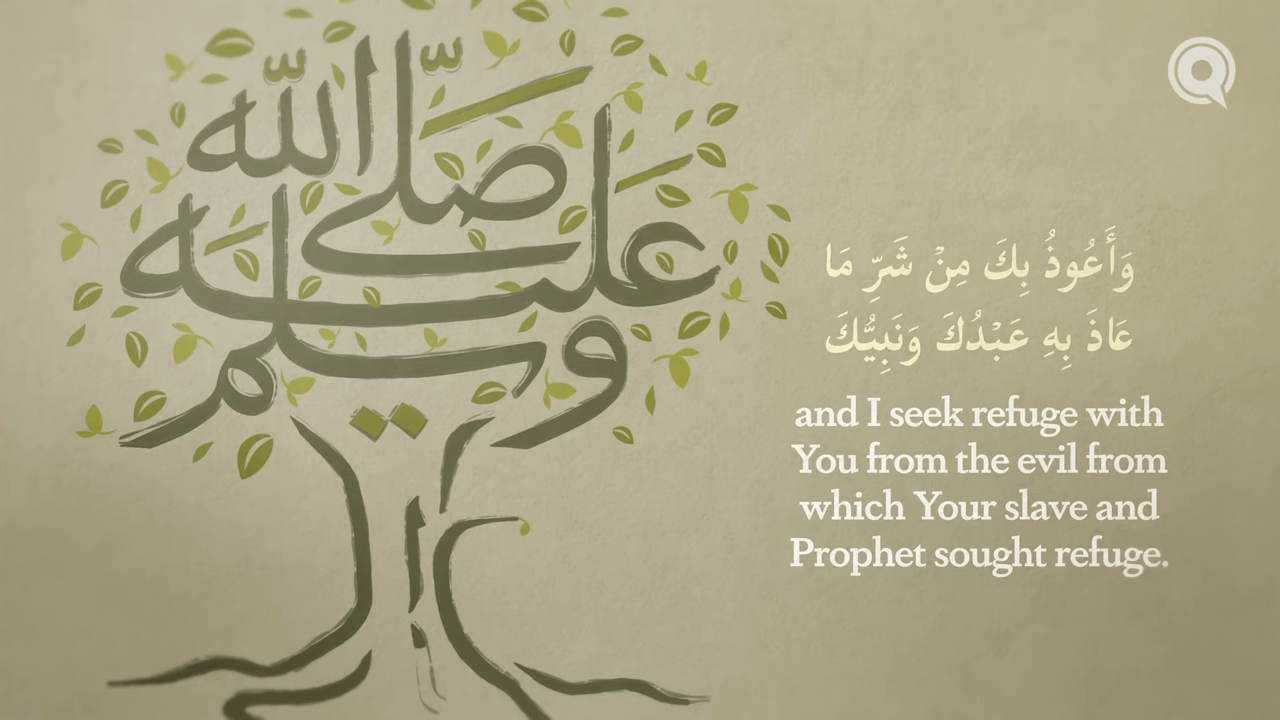 صلى الله
عليه
وسلم
وَأَعُوذُ بِكَ مِنْ شَرِّ مَا
عَاذَ بِهِ عَبْدُكَ وَنَبِيُّكَ
and I seek refuge with
You from the evil from
which Your slave and
Prophet sought refuge.